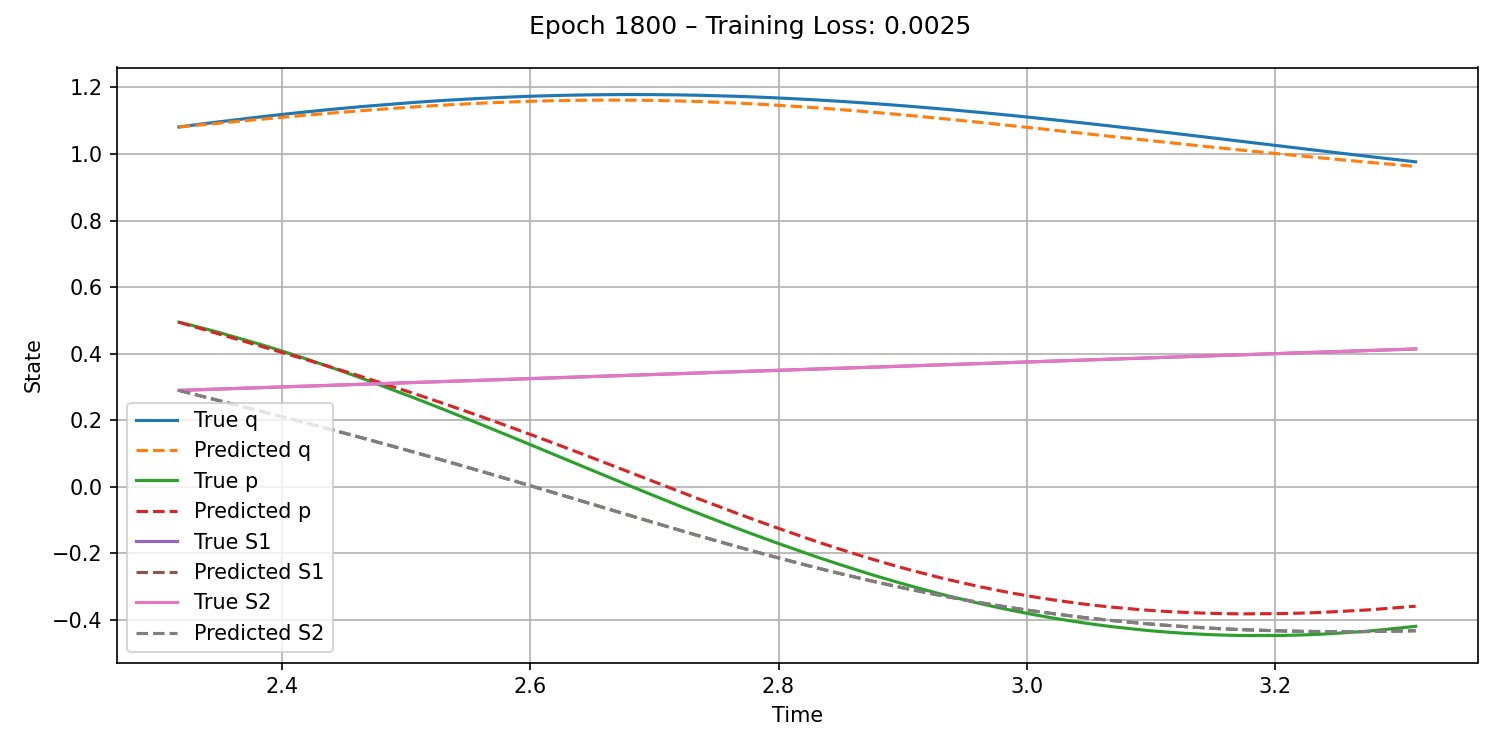 Epoch 1800 – Training Loss: 0.0025
1.2
1.0
0.8
0.6
0.4
0.2
0.0
−0.2
−0.4
State
True q
Predicted q
True p
Predicted p
True S1
Predicted S1
True S2
Predicted S2
2.4
2.6
2.8
3.0
3.2
Time